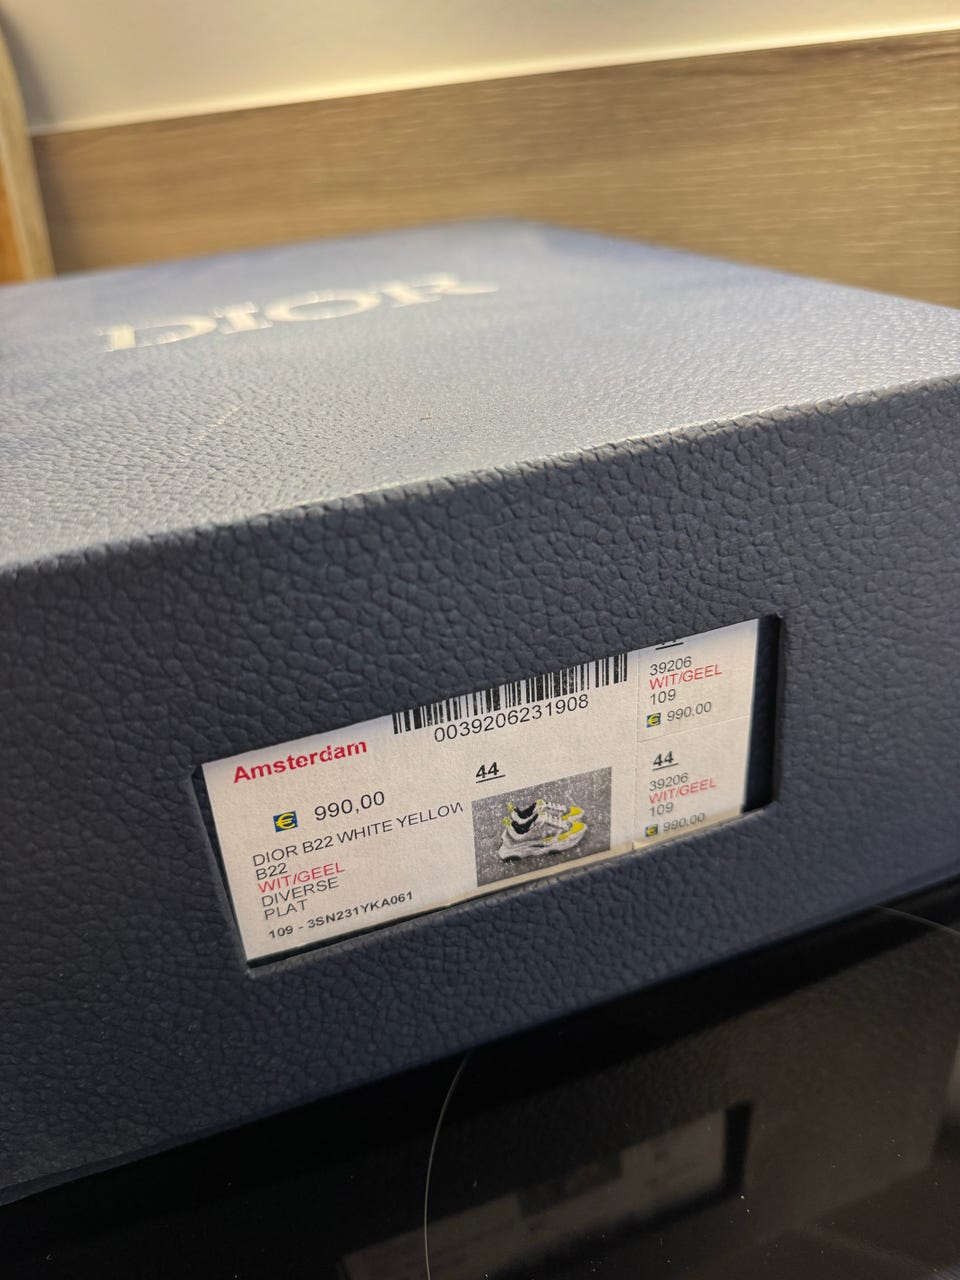 DIOR
0039206231908
Amsterdam
44
€ 990,00
DIOR B22 WHITE YELLOW
B22
WIT/GEEL
DIVERSE
PLAT
109 - 3SN231YKA061
39206
WIT/GEEL
109
€ 990,00
44
39206
WIT/GEEL
109
€ 990,00